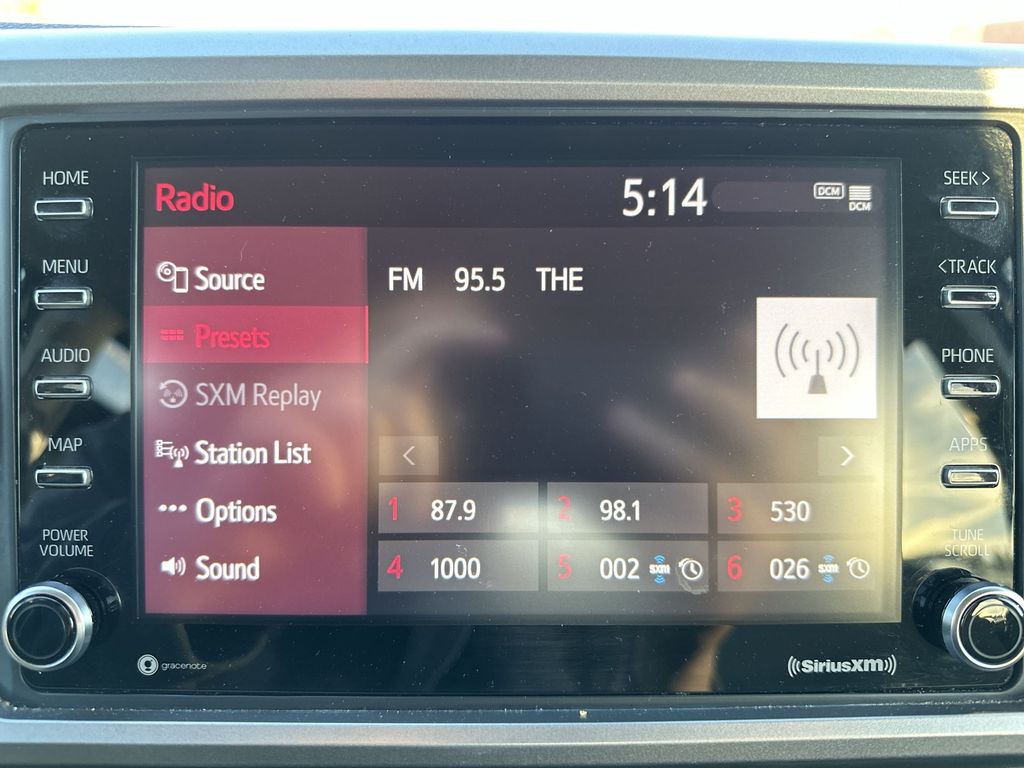 HOME
MENU
AUDIO
MAP
POWER
VOLUME
Radio
5:14
DCM
DCM
Source
Presets
SXM Replay
Station List
Options
Sound
FM 95.5 THE
<
>
1 87.9
2 98.1
3 530
4 1000
5 002 sxm
6 026 sxm
SEEK>
<TRACK
PHONE
APPS
TUNE
SCROLL
gracenote
((SiriusXM))